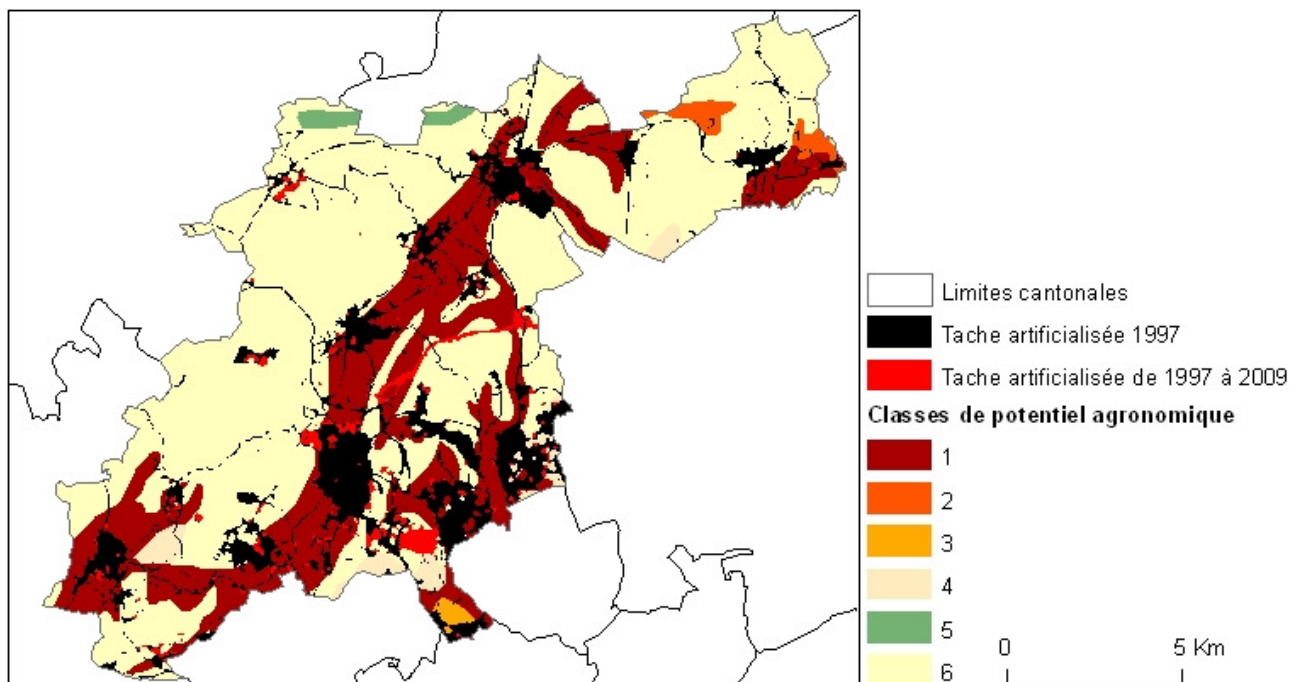 Limites cantonales
Tache artificialisée 1997
Tache artificialisée de 1997 à 2009
Classes de potentiel agronomique
1
2
3
4
5
6
0 5 Km